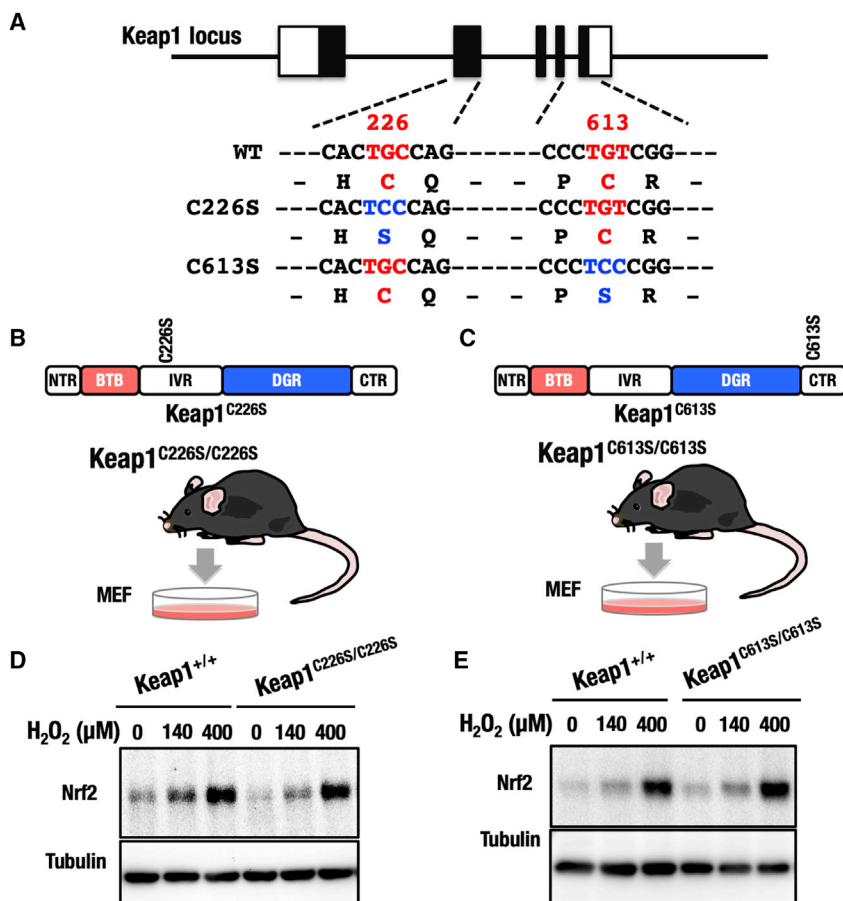 A
Keap1 locus
226 613
WT ---CACTGCCAG------CCCTGTCGG---
- H C Q - - P C R -
C226S ---CACTCCCAG------CCCTGTCGG---
- H S Q - - P C R -
C613S ---CACTGCCAG------CCCTCCCGG---
- H C Q - - P S R -
B
C226S
NTR BTB IVR DGR CTR
Keap1C226S
Keap1C226S/C226S
MEF
C
C613S
NTR BTB IVR DGR CTR
Keap1C613S
Keap1C613S/C613S
MEF
D
Keap1+/+ Keap1C226S/C226S
H2O2 (μM) 0 140 400 0 140 400
Nrf2
Tubulin
E
Keap1+/+ Keap1C613S/C613S
H2O2 (μM) 0 140 400 0 140 400
Nrf2
Tubulin